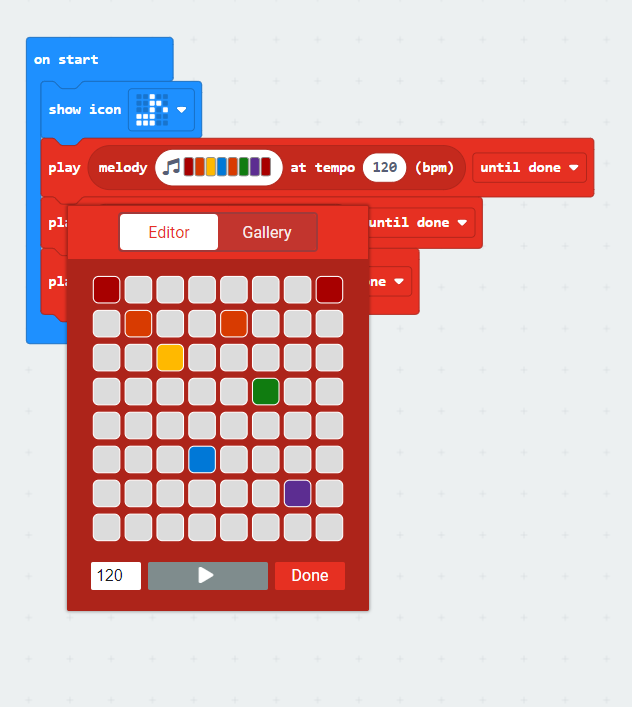 on start
show icon
play melody at tempo 120 (bpm) until done
pla until done
Editor Gallery
pla one
120 Done